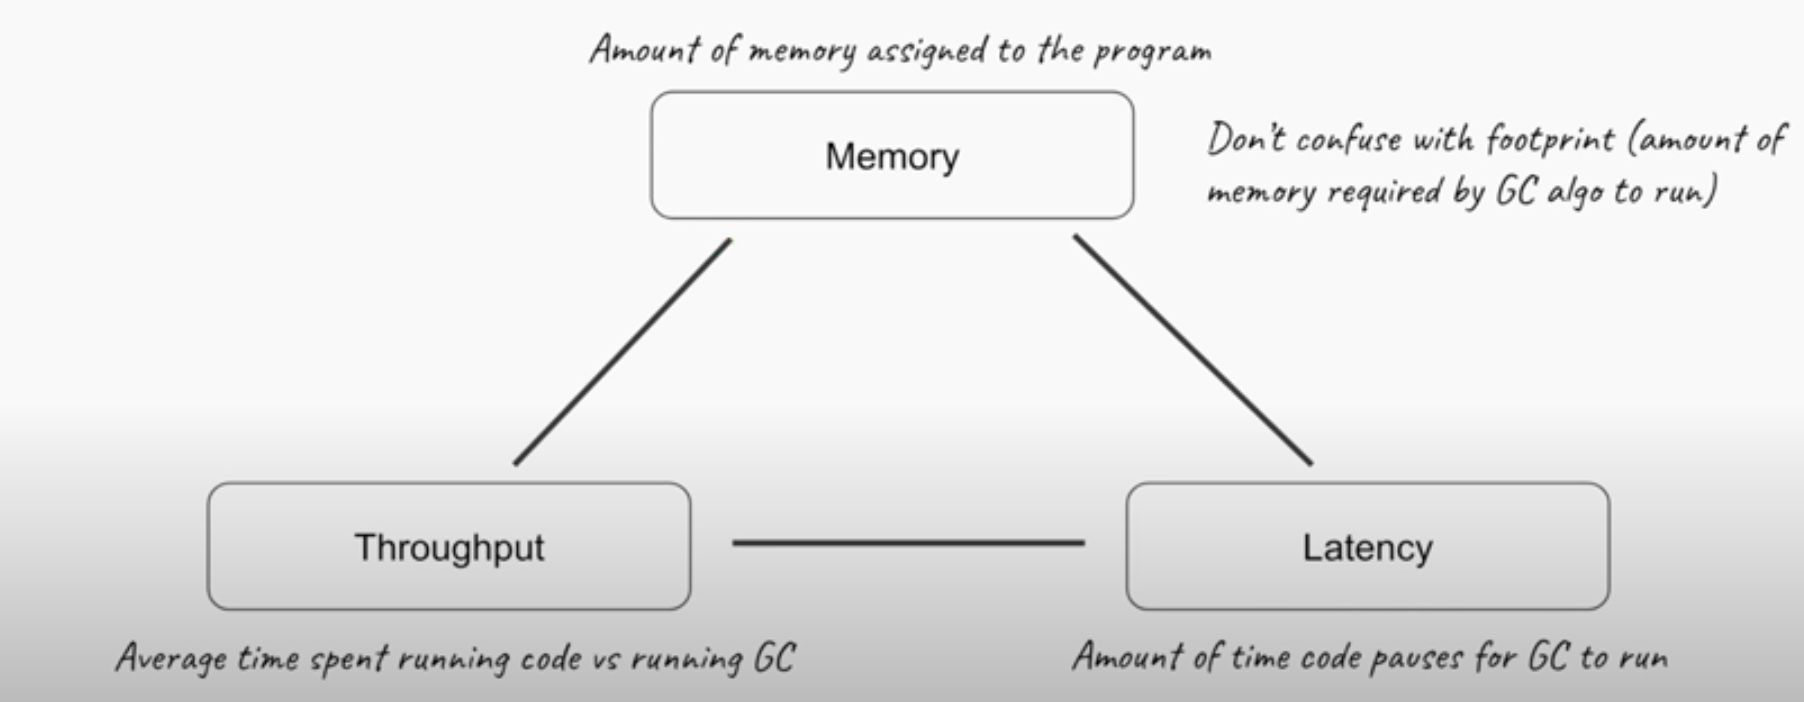 Amount of memory assigned to the program
Memory
Don't confuse with footprint (amount of
memory required by GC algo to run)
Throughput
Latency
Average time spent running code vs running GC
Amount of time code pauses for GC to run